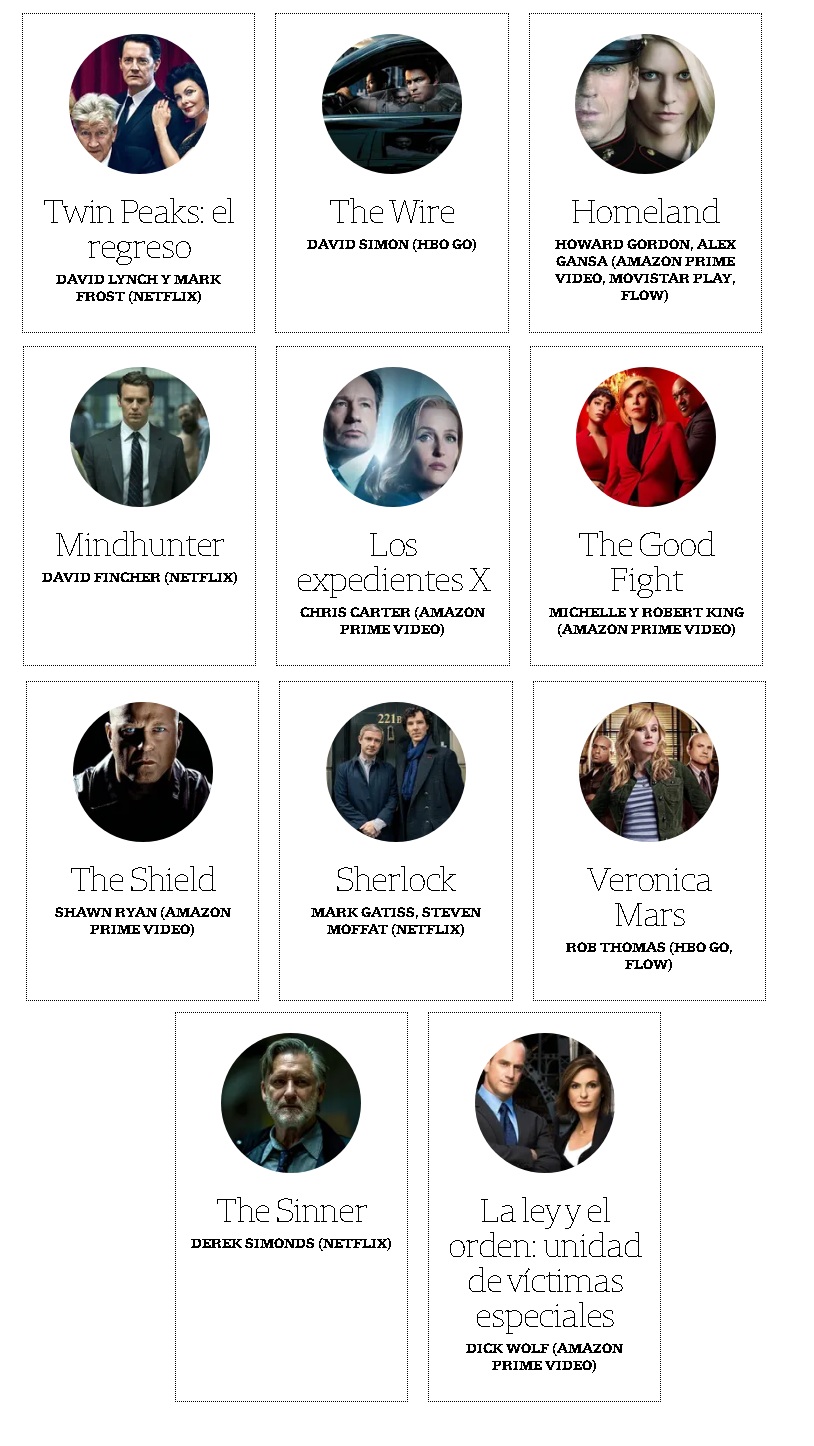 Twin Peaks: el
regreso
DAVID LYNCH Y MARK
FROST (NETFLIX)
The Wire
DAVID SIMON (HBO GO)
Homeland
HOWARD GORDON, ALEX
GANSA (AMAZON PRIME
VIDEO, MOVISTAR PLAY,
FLOW)
Mindhunter
DAVID FINCHER (NETFLIX)
Los
expedientes X
CHRIS CARTER (AMAZON
PRIME VIDEO)
The Good
Fight
MICHELLE Y ROBERT KING
(AMAZON PRIME VIDEO)
The Shield
SHAWN RYAN (AMAZON
PRIME VIDEO)
221B
Sherlock
MARK GATISS, STEVEN
MOFFAT (NETFLIX)
Veronica
Mars
ROB THOMAS (HBO GO,
FLOW)
The Sinner
DEREK SIMONDS (NETFLIX)
La ley y el
orden: unidad
de víctimas
especiales
DICK WOLF (AMAZON
PRIME VIDEO)